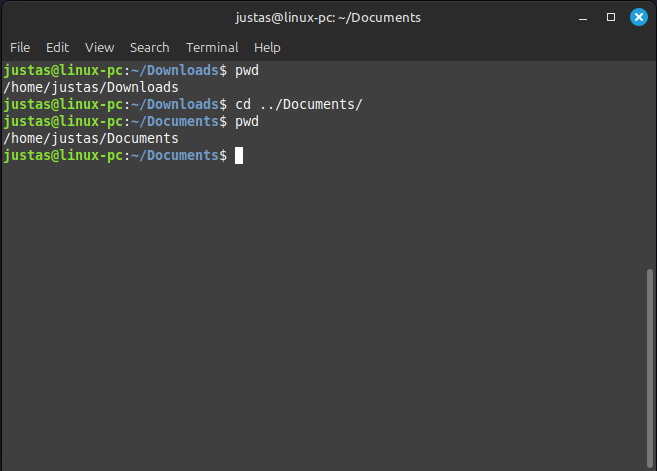 justas@linux-pc: ~/Documents
File Edit View Search Terminal Help
justas@linux-pc:~/Downloads$ pwd
/home/justas/Downloads
justas@linux-pc:~/Downloads$ cd ../Documents/
justas@linux-pc:~/Documents$ pwd
/home/justas/Documents
justas@linux-pc:~/Documents$